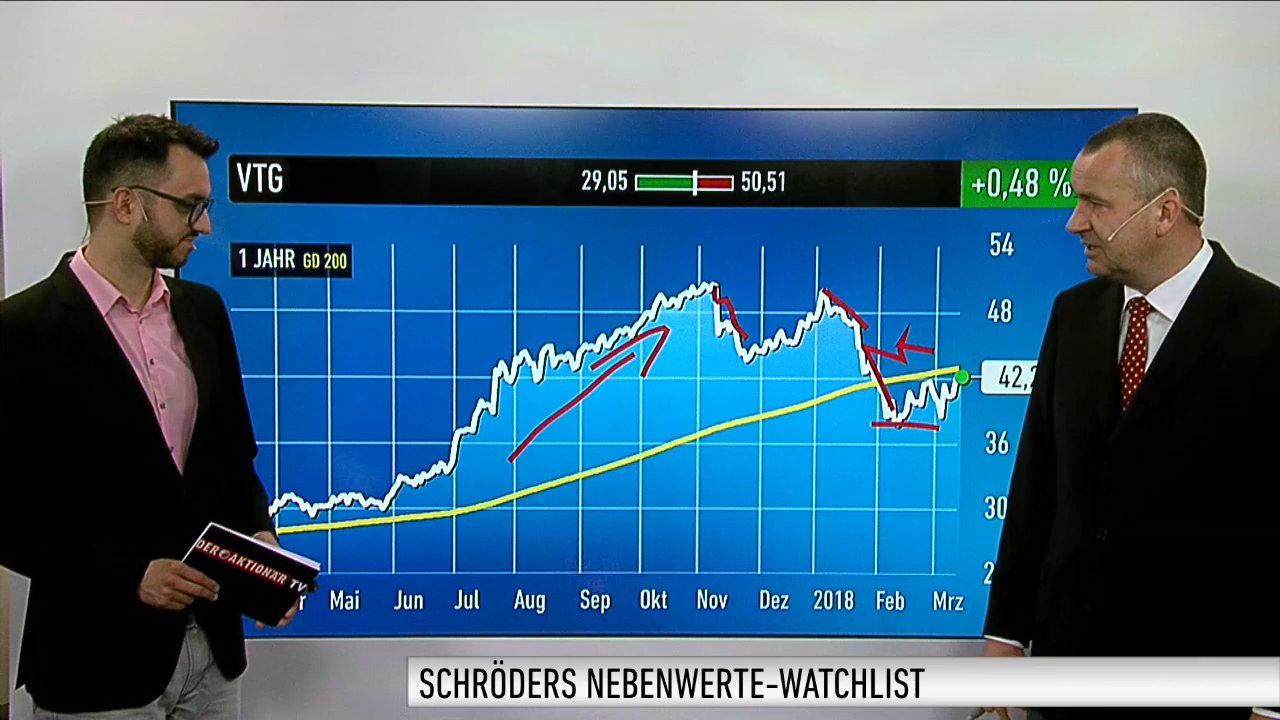 VTG 29,05 50,51 +0,48 %
1 JAHR GD 200
54
48
42,2
36
30
Mai Jun Jul Aug Sep Okt Nov Dez 2018 Feb Mrz
DER AKTIONÄR TV
SCHRÖDERS NEBENWERTE-WATCHLIST